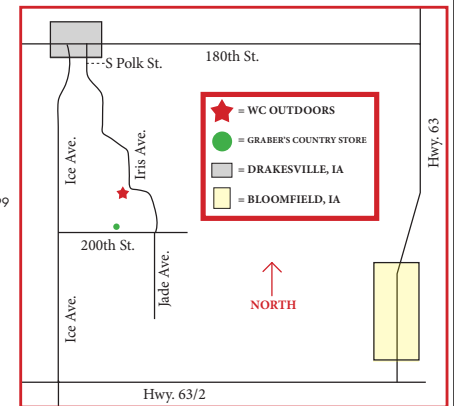 180th St.
S Polk St.
= WC OUTDOORS
= GRABER'S COUNTRY STORE
= DRAKESVILLE, IA
= BLOOMFIELD, IA
Ice Ave.
Iris Ave.
Hwy. 63
99
200th St.
Jade Ave.
NORTH
Ice Ave.
Hwy. 63/2